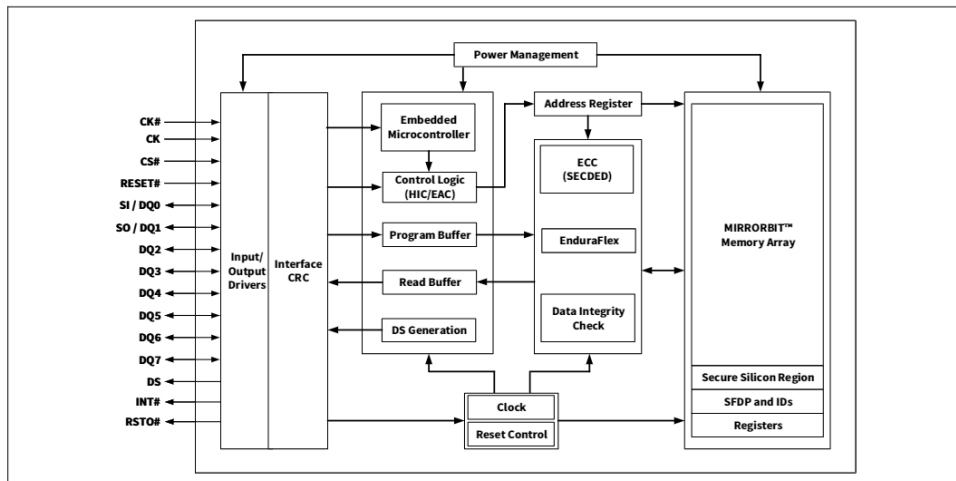 Power Management
CK#
CK
CS#
RESET#
SI / DQ0
SO / DQ1
DQ2
DQ3
DQ4
DQ5
DQ6
DQ7
DS
INT#
RSTO#
Input/
Output
Drivers
Interface
CRC
Embedded
Microcontroller
Control Logic
(HIC/EAC)
Program Buffer
Read Buffer
DS Generation
Address Register
ECC
(SECDED)
EnduraFlex
Data Integrity
Check
Clock
Reset Control
MIRRORBIT™
Memory Array
Secure Silicon Region
SFDP and IDs
Registers